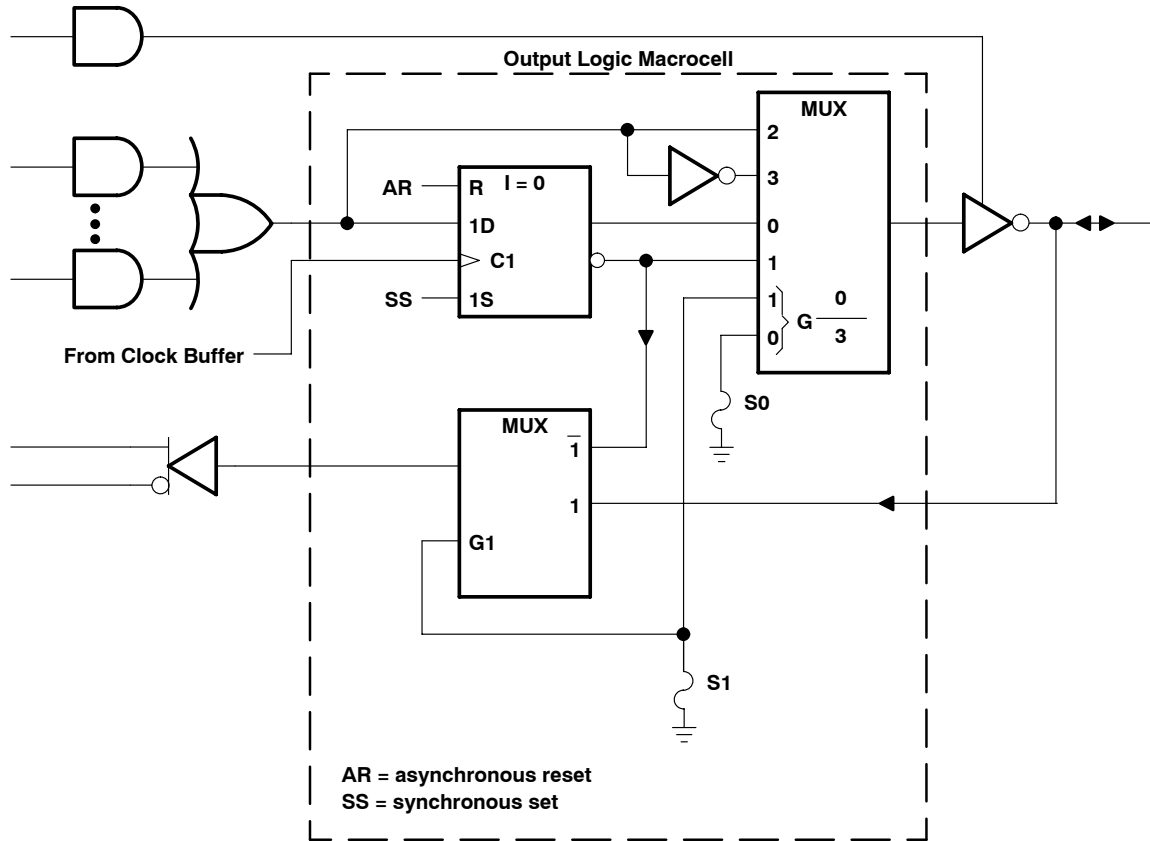 Output Logic Macrocell
MUX
2
3
0
1
1
0
G 0
3
AR
R
I = 0
1D
C1
SS
1S
From Clock Buffer
S0
MUX
1̅
1
G1
S1
AR = asynchronous reset
SS = synchronous set